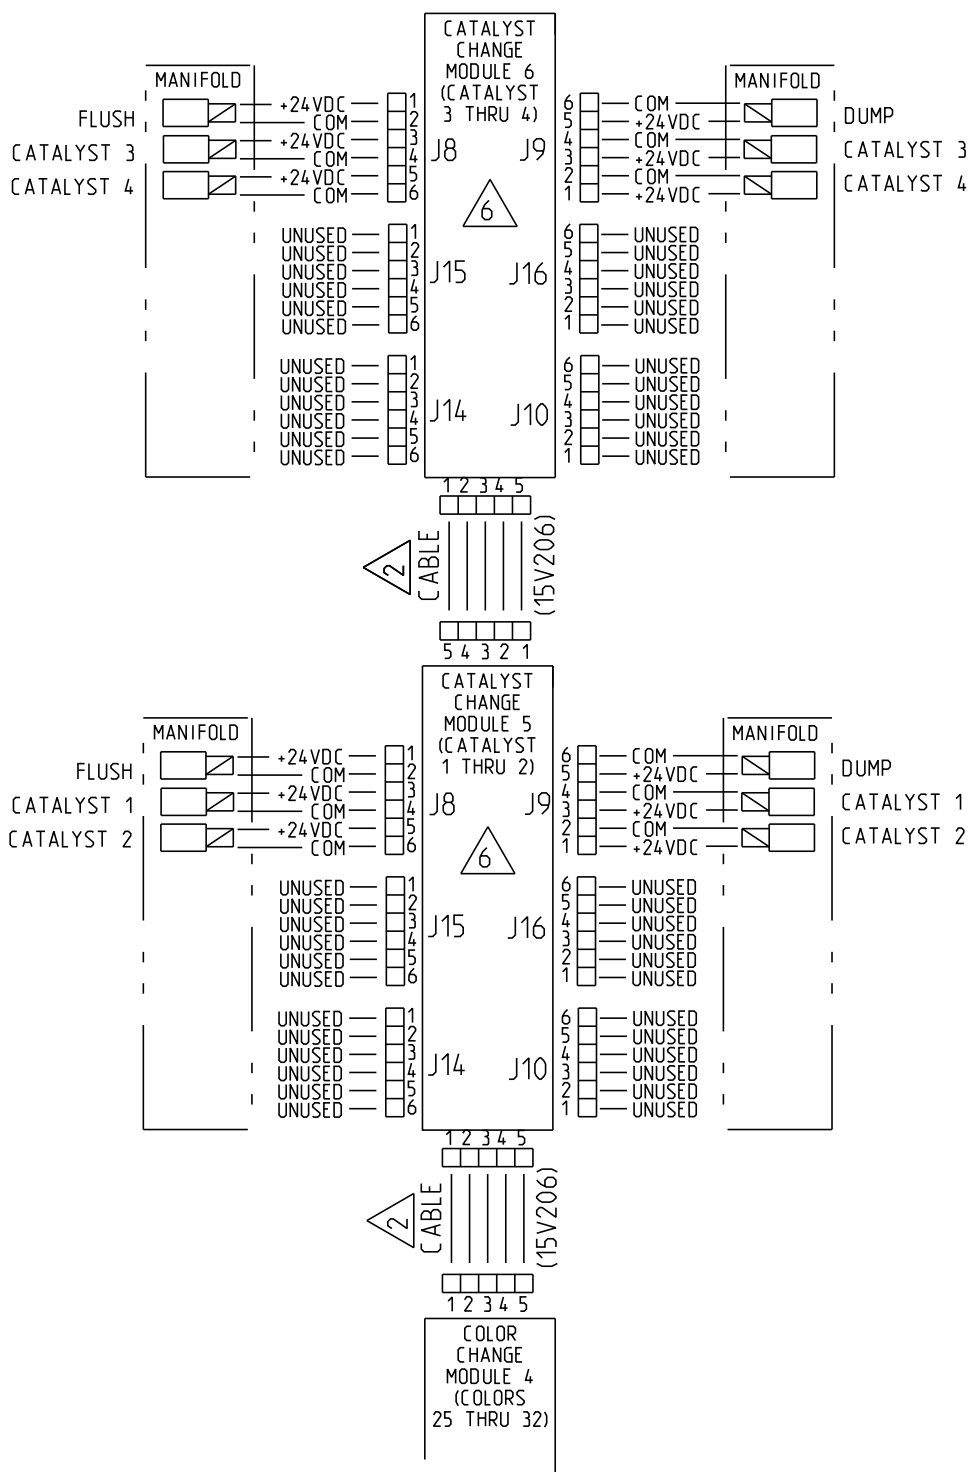 CATALYST
CHANGE
MODULE 6
(CATALYST
3 THRU 4)
MANIFOLD
MANIFOLD
FLUSH +24VDC 1 6 COM DUMP
COM 2 5 +24VDC
CATALYST 3 +24VDC 3 4 COM CATALYST 3
COM 4 3 +24VDC
CATALYST 4 +24VDC 5 2 COM CATALYST 4
COM 6 1 +24VDC
J8 J9
6
UNUSED 1 6 UNUSED
UNUSED 2 5 UNUSED
UNUSED 3 4 UNUSED
UNUSED 4 3 UNUSED
UNUSED 5 2 UNUSED
UNUSED 6 1 UNUSED
J15 J16
UNUSED 1 6 UNUSED
UNUSED 2 5 UNUSED
UNUSED 3 4 UNUSED
UNUSED 4 3 UNUSED
UNUSED 5 2 UNUSED
UNUSED 6 1 UNUSED
J14 J10
1 2 3 4 5
2
CABLE
(15V206)
5 4 3 2 1
CATALYST
CHANGE
MODULE 5
(CATALYST
1 THRU 2)
MANIFOLD
MANIFOLD
FLUSH +24VDC 1 6 COM DUMP
COM 2 5 +24VDC
CATALYST 1 +24VDC 3 4 COM CATALYST 1
COM 4 3 +24VDC
CATALYST 2 +24VDC 5 2 COM CATALYST 2
COM 6 1 +24VDC
J8 J9
6
UNUSED 1 6 UNUSED
UNUSED 2 5 UNUSED
UNUSED 3 4 UNUSED
UNUSED 4 3 UNUSED
UNUSED 5 2 UNUSED
UNUSED 6 1 UNUSED
J15 J16
UNUSED 1 6 UNUSED
UNUSED 2 5 UNUSED
UNUSED 3 4 UNUSED
UNUSED 4 3 UNUSED
UNUSED 5 2 UNUSED
UNUSED 6 1 UNUSED
J14 J10
1 2 3 4 5
2
CABLE
(15V206)
1 2 3 4 5
COLOR
CHANGE
MODULE 4
(COLORS
25 THRU 32)